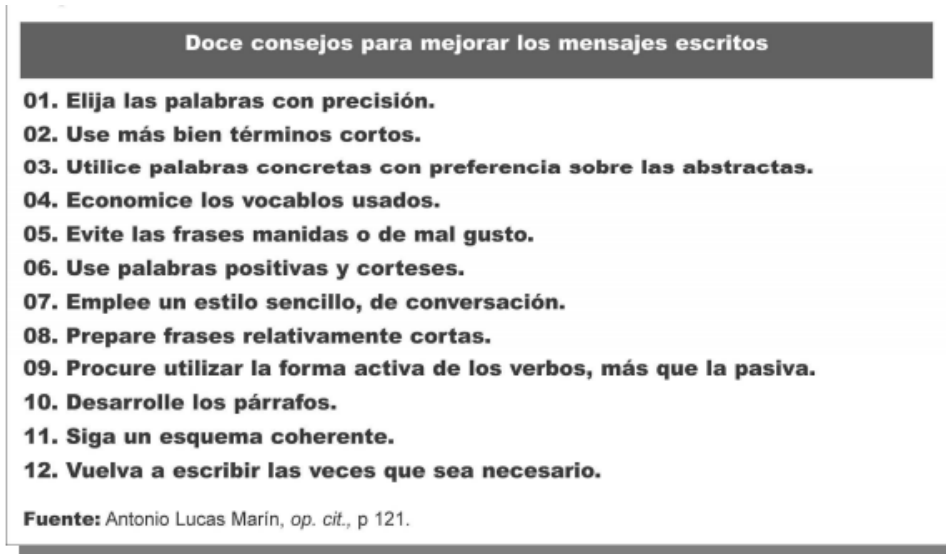 Doce consejos para mejorar los mensajes escritos
01. Elija las palabras con precisión.
02. Use más bien términos cortos.
03. Utilice palabras concretas con preferencia sobre las abstractas.
04. Economice los vocablos usados.
05. Evite las frases manidas o de mal gusto.
06. Use palabras positivas y corteses.
07. Emplee un estilo sencillo, de conversación.
08. Prepare frases relativamente cortas.
09. Procure utilizar la forma activa de los verbos, más que la pasiva.
10. Desarrolle los párrafos.
11. Siga un esquema coherente.
12. Vuelva a escribir las veces que sea necesario.
Fuente: Antonio Lucas Marín, op. cit., p 121.